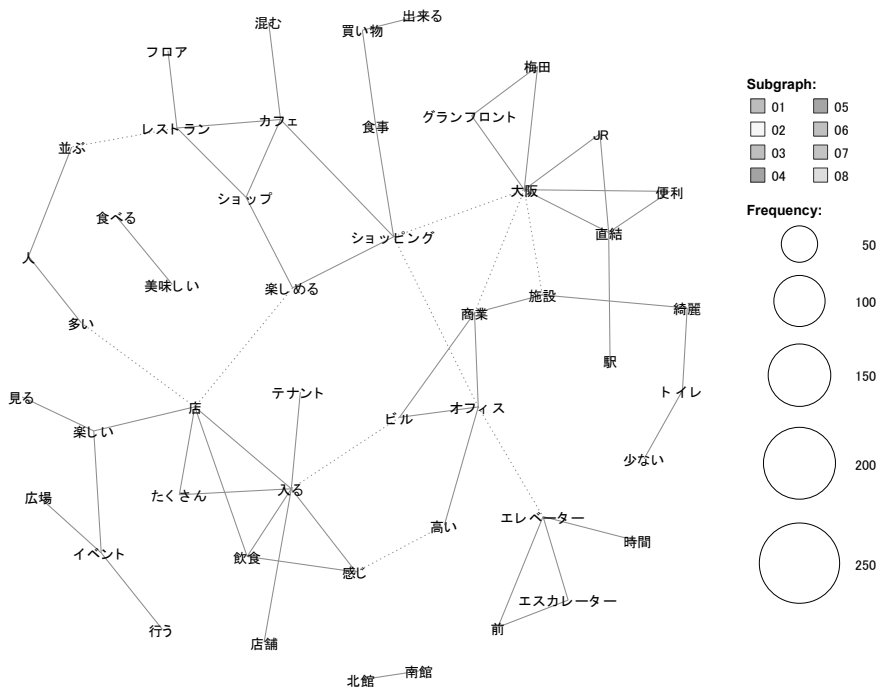 混む
買い物
出来る
フロア
梅田
Subgraph:
01
05
02
06
03
07
04
08
グランフロント
レストラン
カフェ
食事
JR
並ぶ
大阪
便利
ショップ
Frequency:
食べる
ショッピング
直結
50
人
美味しい
楽しめる
施設
100
綺麗
商業
多い
駅
150
見る
テナント
トイレ
店
ビル
オフィス
楽しい
少ない
200
広場
たくさん
入る
エレベーター
高い
時間
イベント
飲食
感じ
250
エスカレーター
行う
前
店舗
北館
南館